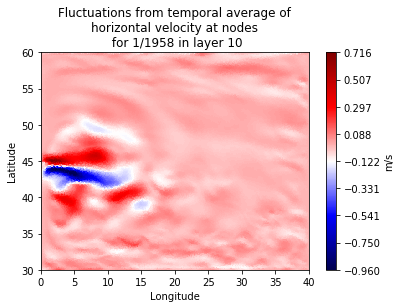 Fluctuations from temporal average of
horizontal velocity at nodes
for 1/1958 in layer 10
60
55
50
45
40
35
30
Latitude
0 5 10 15 20 25 30 35 40
Longitude
0.716
0.507
0.297
0.088
−0.122
−0.331
−0.541
−0.750
−0.960
m/s